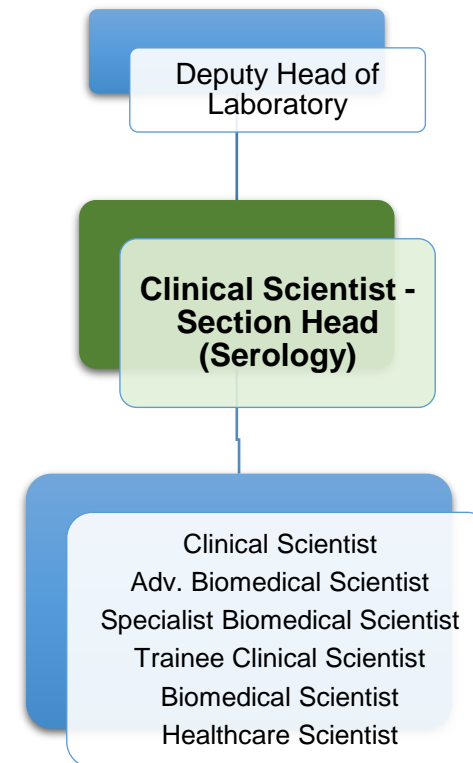 Deputy Head of
Laboratory
Clinical Scientist -
Section Head
(Serology)
Clinical Scientist
Adv. Biomedical Scientist
Specialist Biomedical Scientist
Trainee Clinical Scientist
Biomedical Scientist
Healthcare Scientist